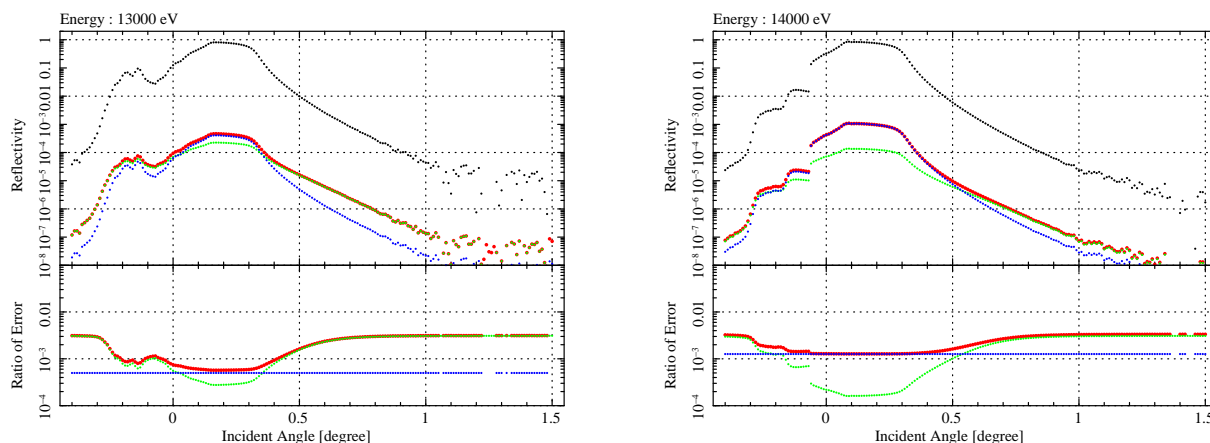 Energy : 13000 eV
Reflectivity
1
0.1
0.01
10⁻³
10⁻⁴
10⁻⁵
10⁻⁶
10⁻⁷
10⁻⁸
Ratio of Error
0.01
10⁻³
10⁻⁴
0 0.5 1 1.5
Incident Angle [degree]
Energy : 14000 eV
Reflectivity
1
0.1
0.01
10⁻³
10⁻⁴
10⁻⁵
10⁻⁶
10⁻⁷
10⁻⁸
Ratio of Error
0.01
10⁻³
10⁻⁴
0 0.5 1 1.5
Incident Angle [degree]